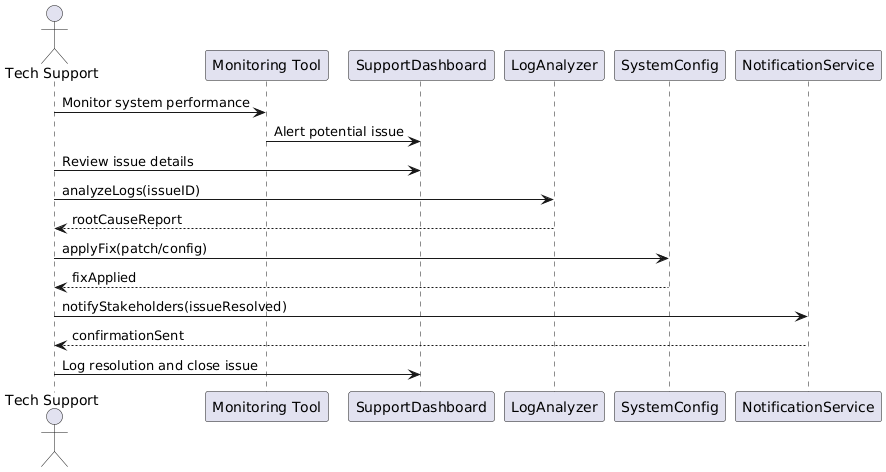 Tech Support
Monitoring Tool
SupportDashboard
LogAnalyzer
SystemConfig
NotificationService
Monitor system performance
Alert potential issue
Review issue details
analyzeLogs(issueID)
rootCauseReport
applyFix(patch/config)
fixApplied
notifyStakeholders(issueResolved)
confirmationSent
Log resolution and close issue
Tech Support
Monitoring Tool
SupportDashboard
LogAnalyzer
SystemConfig
NotificationService